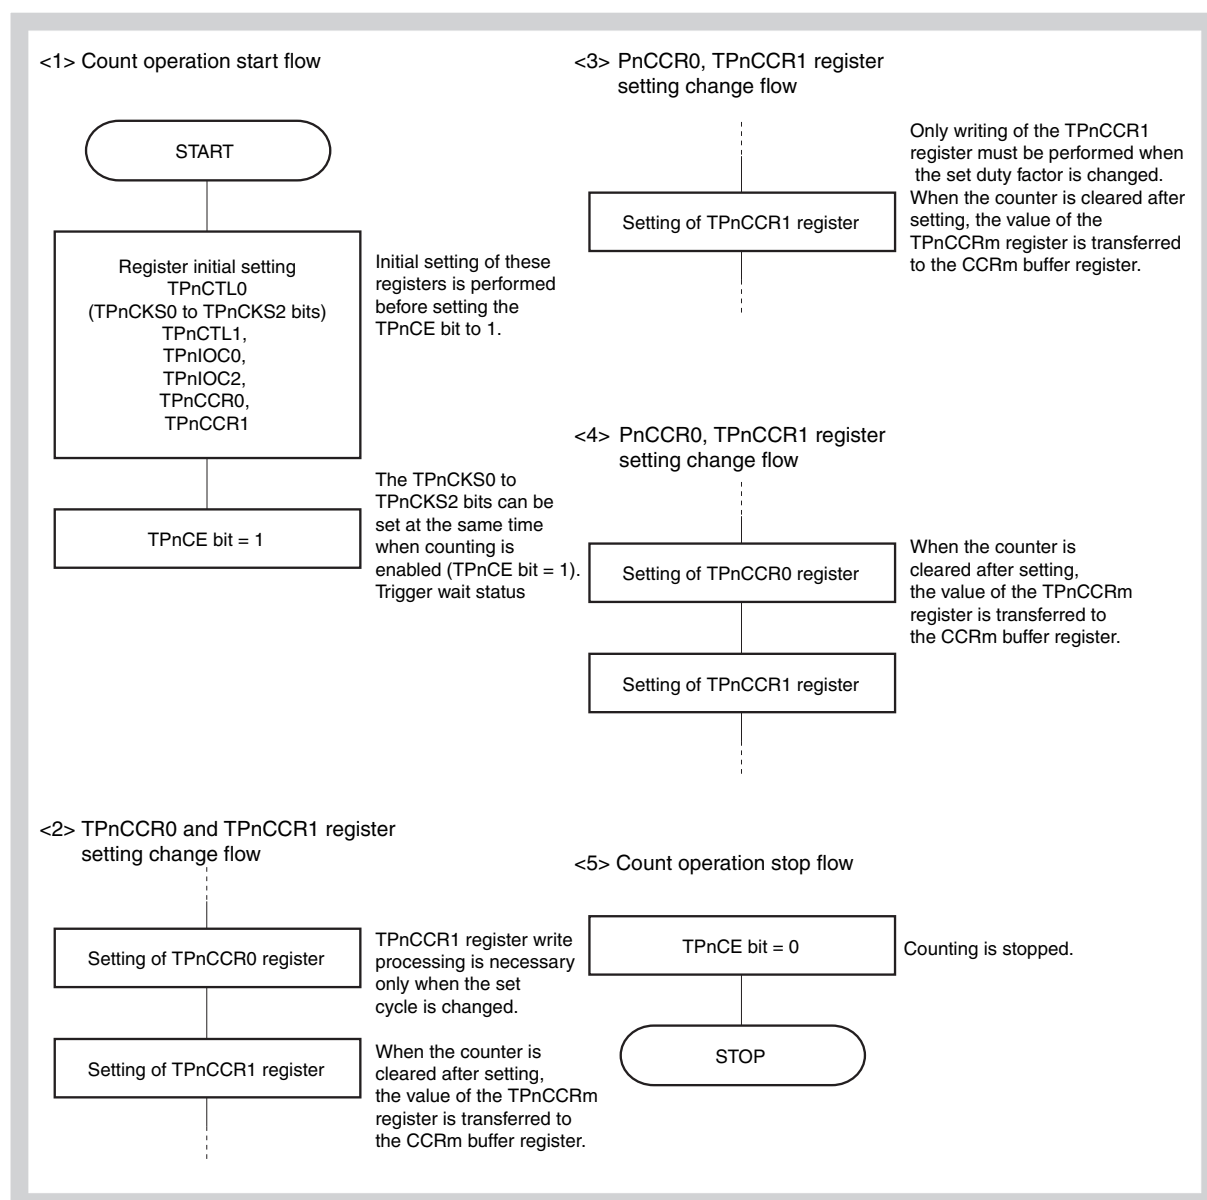 <1> Count operation start flow
START
Register initial setting
TPnCTL0
(TPnCKS0 to TPnCKS2 bits)
TPnCTL1,
TPnIOC0,
TPnIOC2,
TPnCCR0,
TPnCCR1
Initial setting of these
registers is performed
before setting the
TPnCE bit to 1.
TPnCE bit = 1
The TPnCKS0 to
TPnCKS2 bits can be
set at the same time
when counting is
enabled (TPnCE bit = 1).
Trigger wait status
<2> TPnCCR0 and TPnCCR1 register
setting change flow
Setting of TPnCCR0 register
TPnCCR1 register write
processing is necessary
only when the set
cycle is changed.
Setting of TPnCCR1 register
When the counter is
cleared after setting,
the value of the TPnCCRm
register is transferred to
the CCRm buffer register.
<3> PnCCR0, TPnCCR1 register
setting change flow
Setting of TPnCCR1 register
Only writing of the TPnCCR1
register must be performed when
the set duty factor is changed.
When the counter is cleared after
setting, the value of the
TPnCCRm register is transferred
to the CCRm buffer register.
<4> PnCCR0, TPnCCR1 register
setting change flow
Setting of TPnCCR0 register
When the counter is
cleared after setting,
the value of the TPnCCRm
register is transferred to
the CCRm buffer register.
Setting of TPnCCR1 register
<5> Count operation stop flow
TPnCE bit = 0
Counting is stopped.
STOP